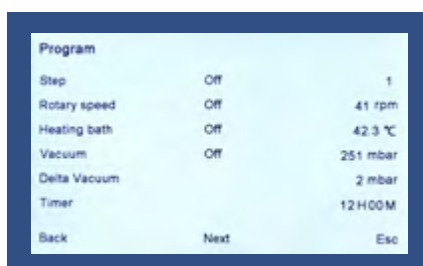 Program
Step Off 1
Rotary speed Off 41 rpm
Heating bath Off 42.3 ℃
Vacuum Off 251 mbar
Delta Vacuum 2 mbar
Timer 12H00M
Back Next Esc